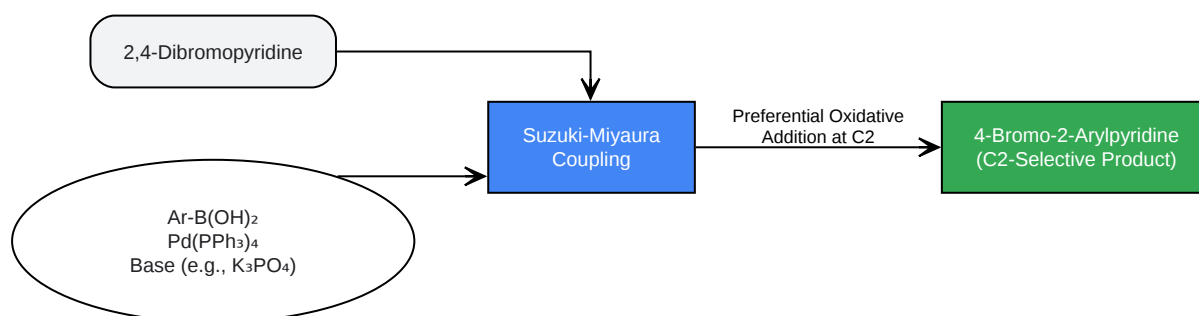 2,4-Dibromopyridine
Ar-B(OH)₂
Pd(PPh₃)₄
Base (e.g., K₃PO₄)
Suzuki-Miyaura
Coupling
Preferential Oxidative
Addition at C2
4-Bromo-2-Arylpyridine
(C2-Selective Product)